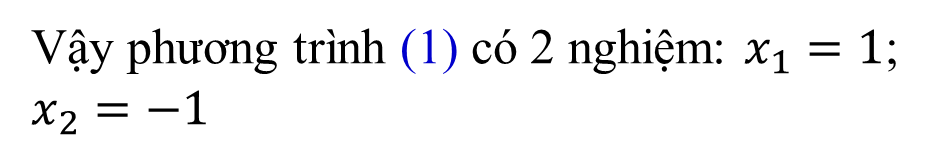 Vậy phương trình (1) có 2 nghiệm: x₁ = 1;
x₂ = −1